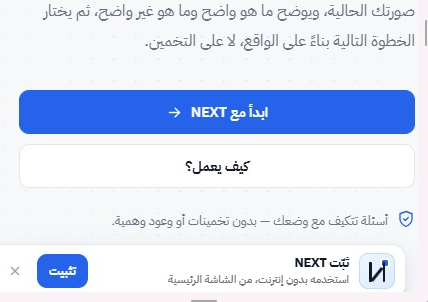 صورتك الحالية، ويوضح ما هو واضح وما هو غير واضح، ثم يختار
الخطوة التالية بناءً على الواقع، لا على التخمين.
ابدأ مع NEXT ←
كيف يعمل؟
أسئلة تتكيف مع وضعك — بدون تخمينات أو وعود وهمية.
ثبّت NEXT
استخدمه بدون إنترنت، من الشاشة الرئيسية
تثبيت
×